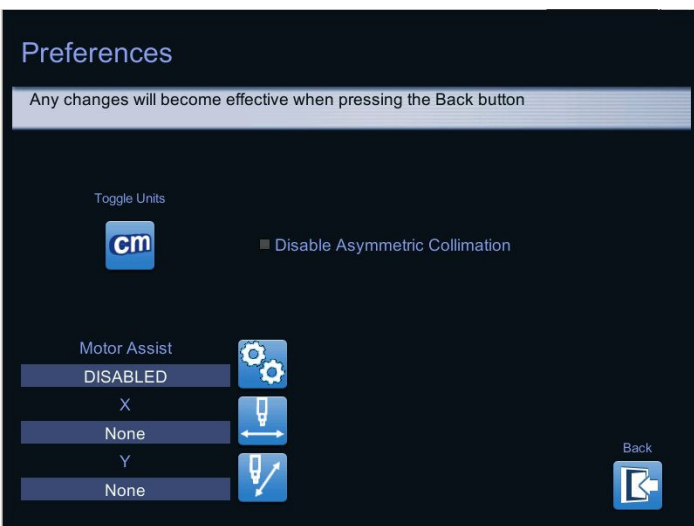 Preferences
Any changes will become effective when pressing the Back button
Toggle Units
cm
Disable Asymmetric Collimation
Motor Assist
DISABLED
X
None
Y
None
Back